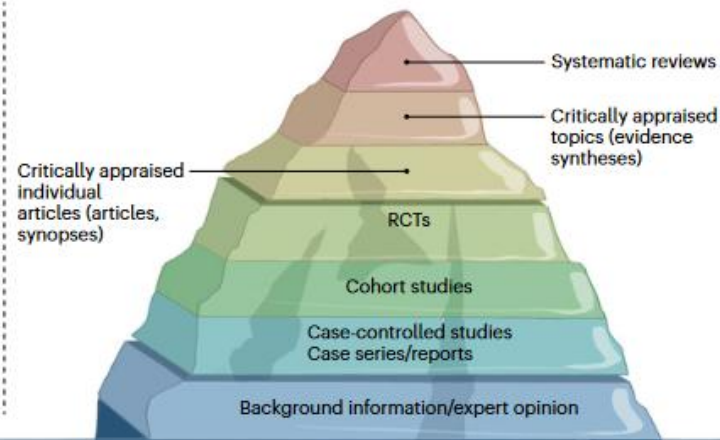 Systematic reviews
Critically appraised
topics (evidence
syntheses)
Critically appraised
individual
articles (articles,
synopses)
RCTs
Cohort studies
Case-controlled studies
Case series/reports
Background information/expert opinion